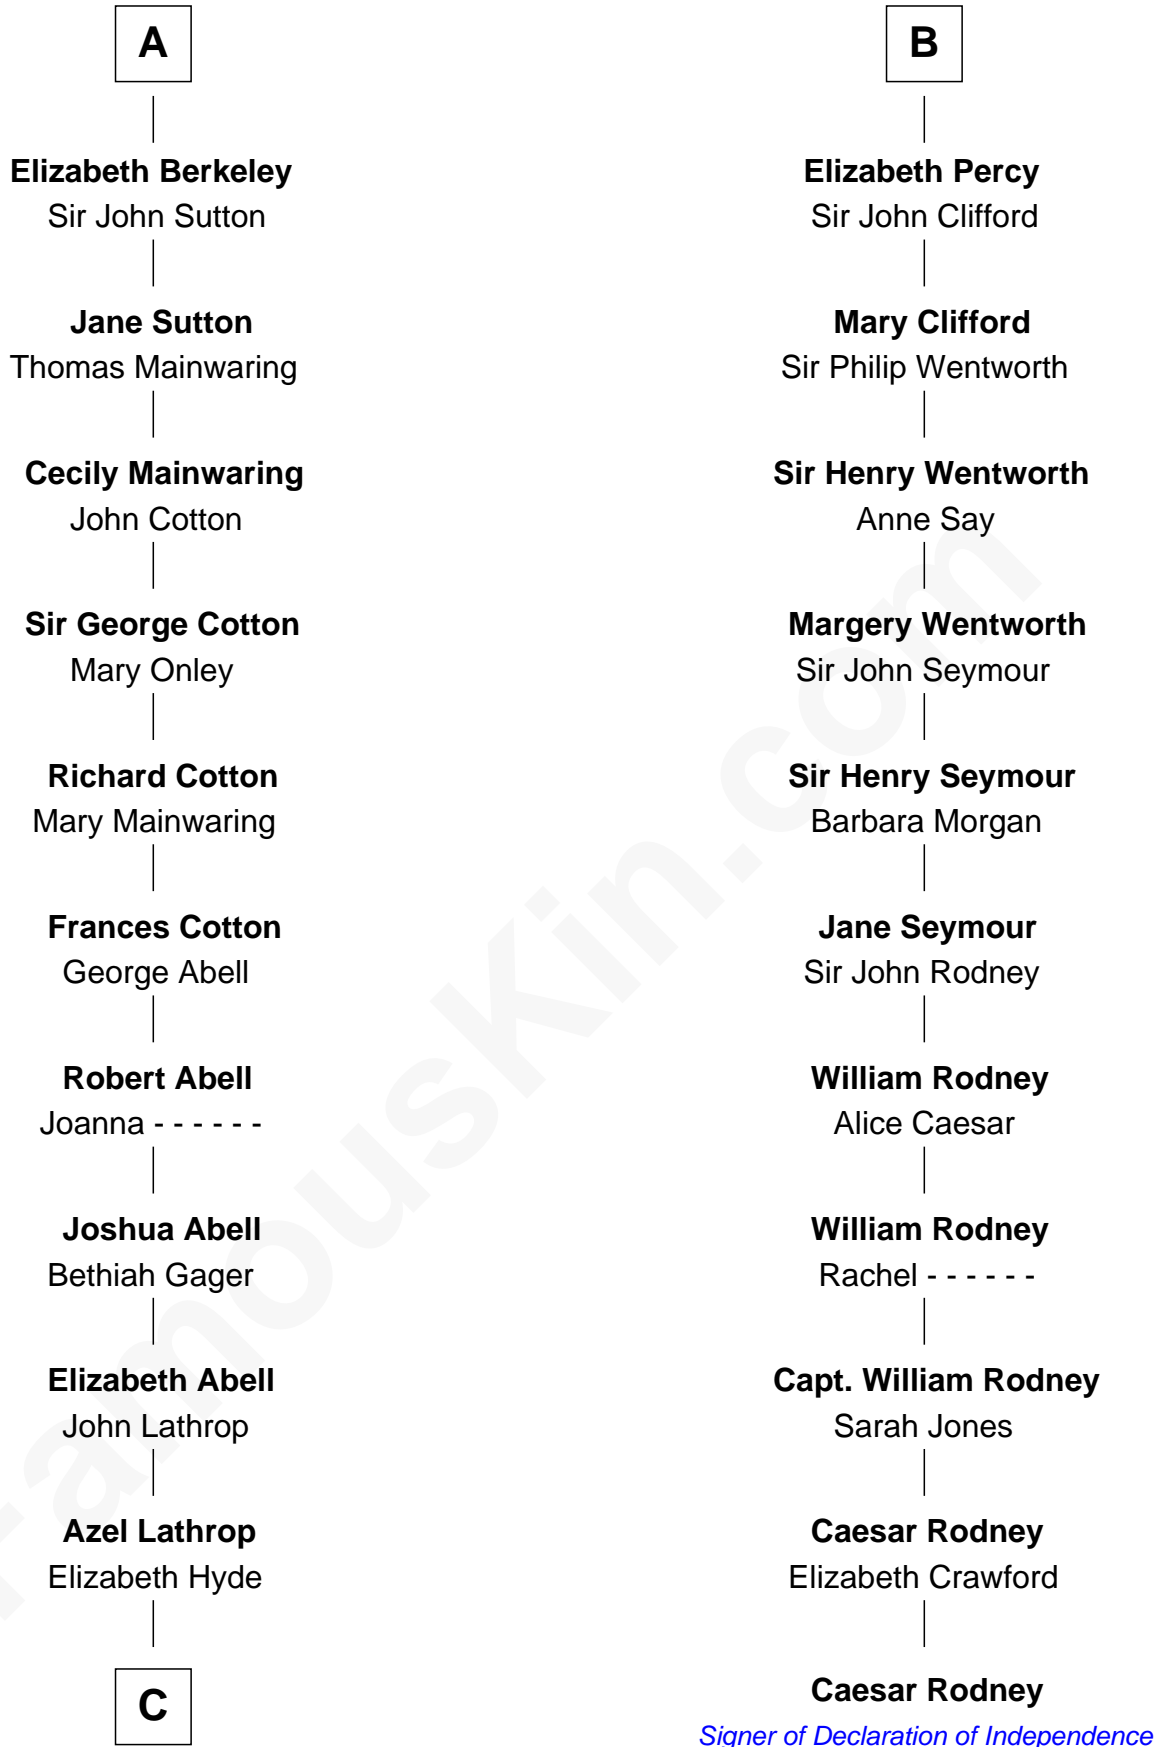 A
Elizabeth Berkeley
Sir John Sutton
Jane Sutton
Thomas Mainwaring
Cecily Mainwaring
John Cotton
Sir George Cotton
Mary Onley
Richard Cotton
Mary Mainwaring
Frances Cotton
George Abell
Robert Abell
Joanna - - - - - -
Joshua Abell
Bethiah Gager
Elizabeth Abell
John Lathrop
Azel Lathrop
Elizabeth Hyde
C
B
Elizabeth Percy
Sir John Clifford
Mary Clifford
Sir Philip Wentworth
Sir Henry Wentworth
Anne Say
Margery Wentworth
Sir John Seymour
Sir Henry Seymour
Barbara Morgan
Jane Seymour
Sir John Rodney
William Rodney
Alice Caesar
William Rodney
Rachel - - - - - -
Capt. William Rodney
Sarah Jones
Caesar Rodney
Elizabeth Crawford
Caesar Rodney
Signer of Declaration of Independence
FamousKin.com